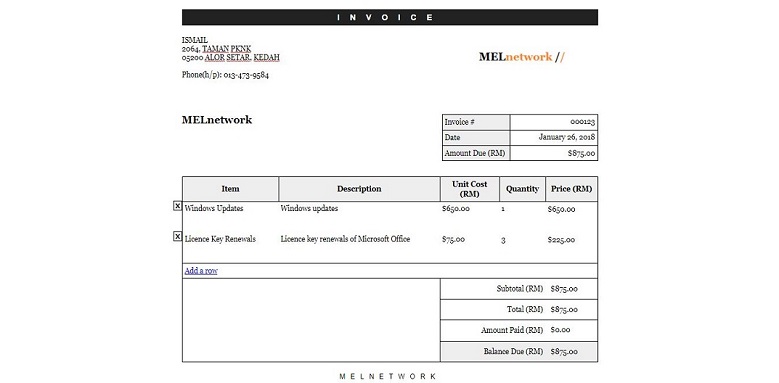 INVOICE
ISMAIL
2064, TAMAN PKNK
05200 ALOR SETAR, KEDAH
Phone(h/p): 013-473-9584
MELnetwork //
MELnetwork
Invoice # 000123
Date January 26, 2018
Amount Due (RM) $875.00
Item Description Unit Cost (RM) Quantity Price (RM)
X Windows Updates Windows updates $650.00 1 $650.00
X Licence Key Renewals Licence key renewals of Microsoft Office $75.00 3 $225.00
Add a row
Subtotal (RM) $875.00
Total (RM) $875.00
Amount Paid (RM) $0.00
Balance Due (RM) $875.00
MELNETWORK